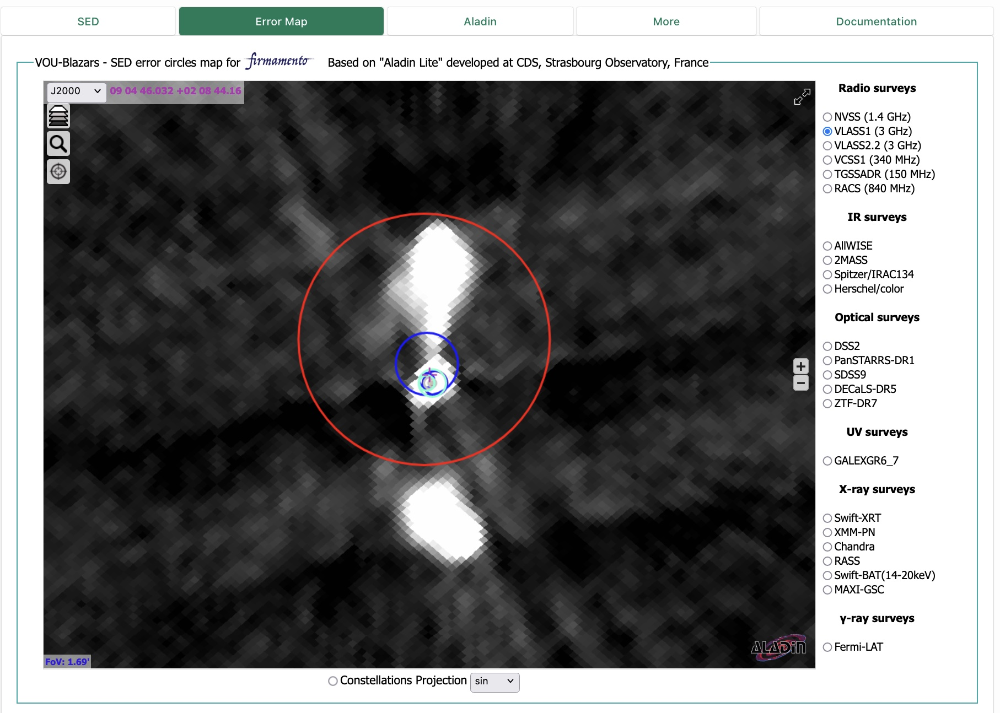 SED Error Map Aladin More Documentation
VOU-Blazars - SED error circles map for firmamento Based on "Aladin Lite" developed at CDS, Strasbourg Observatory, France
J2000 09 04 46.032 +02 08 44.16
+
−
FoV: 1.69'
ALADIN
Constellations Projection sin
Radio surveys
NVSS (1.4 GHz)
VLASS1 (3 GHz)
VLASS2.2 (3 GHz)
VCSS1 (340 MHz)
TGSSADR (150 MHz)
RACS (840 MHz)
IR surveys
AllWISE
2MASS
Spitzer/IRAC134
Herschel/color
Optical surveys
DSS2
PanSTARRS-DR1
SDSS9
DECaLS-DR5
ZTF-DR7
UV surveys
GALEXGR6_7
X-ray surveys
Swift-XRT
XMM-PN
Chandra
RASS
Swift-BAT(14-20keV)
MAXI-GSC
γ-ray surveys
Fermi-LAT